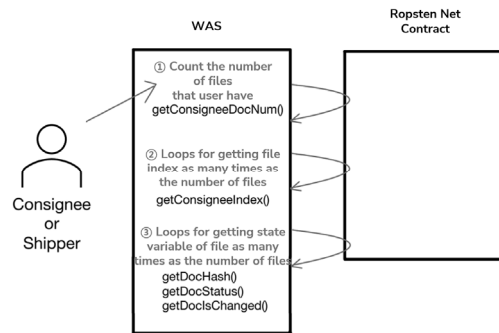 WAS
Ropsten Net
Contract
① Count the number
of files
that user have
getConsigneeDocNum()
② Loops for getting file
index as many times as
the number of files
getConsigneeIndex()
③ Loops for getting state
variable of file as many
times as the number of files
getDocHash()
getDocStatus()
getDocIsChanged()
Consignee
or
Shipper